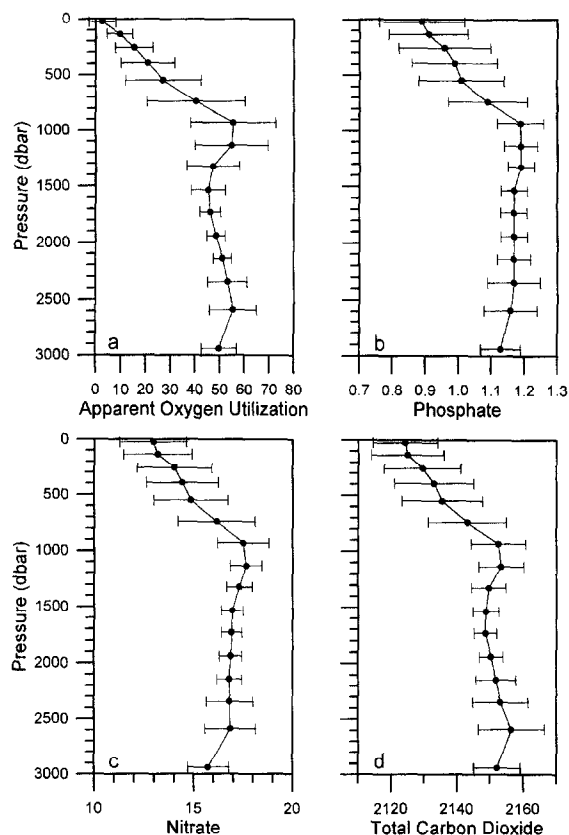 0
500
1000
1500
2000
2500
3000
Pressure (dbar)
a
0 10 20 30 40 50 60 70 80
Apparent Oxygen Utilization
b
0.7 0.8 0.9 1.0 1.1 1.2 1.3
Phosphate
0
500
1000
1500
2000
2500
3000
Pressure (dbar)
c
10 15 20
Nitrate
d
2120 2140 2160
Total Carbon Dioxide